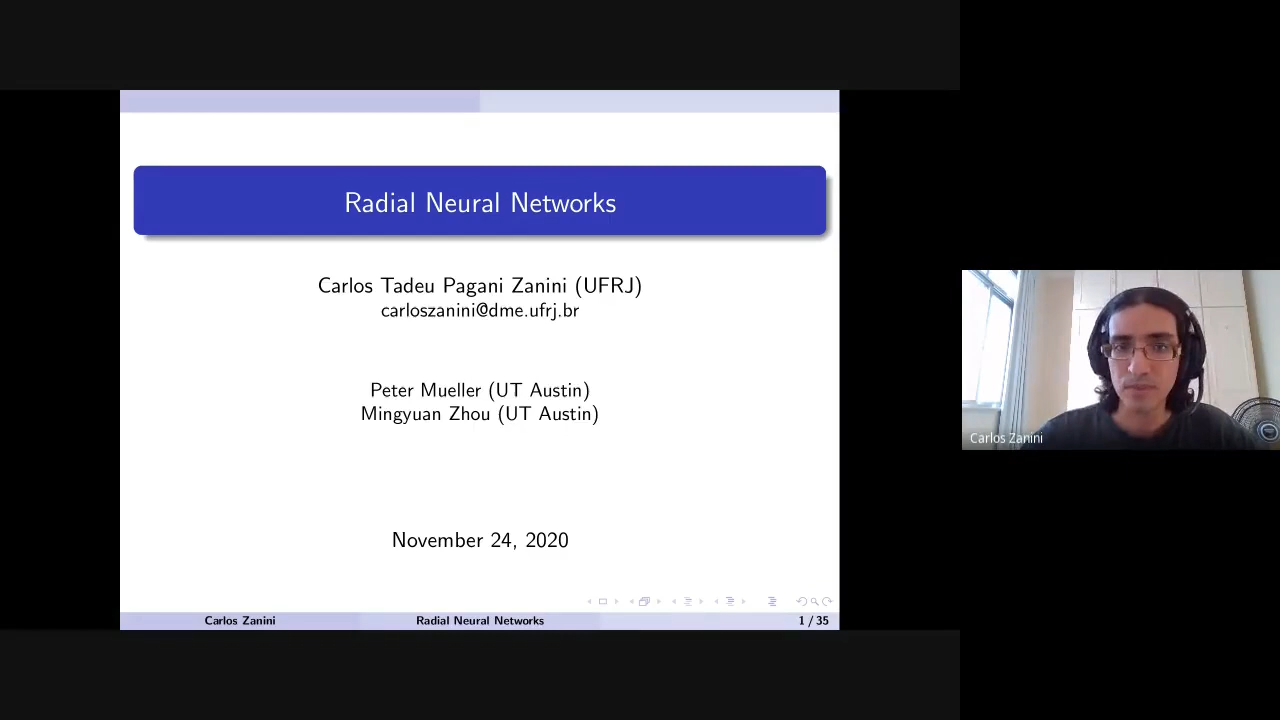 Radial Neural Networks
Carlos Tadeu Pagani Zanini (UFRJ)
carloszanini@dme.ufrj.br
Peter Mueller (UT Austin)
Mingyuan Zhou (UT Austin)
November 24, 2020
Carlos Zanini
Radial Neural Networks
1 / 35
Carlos Zanini